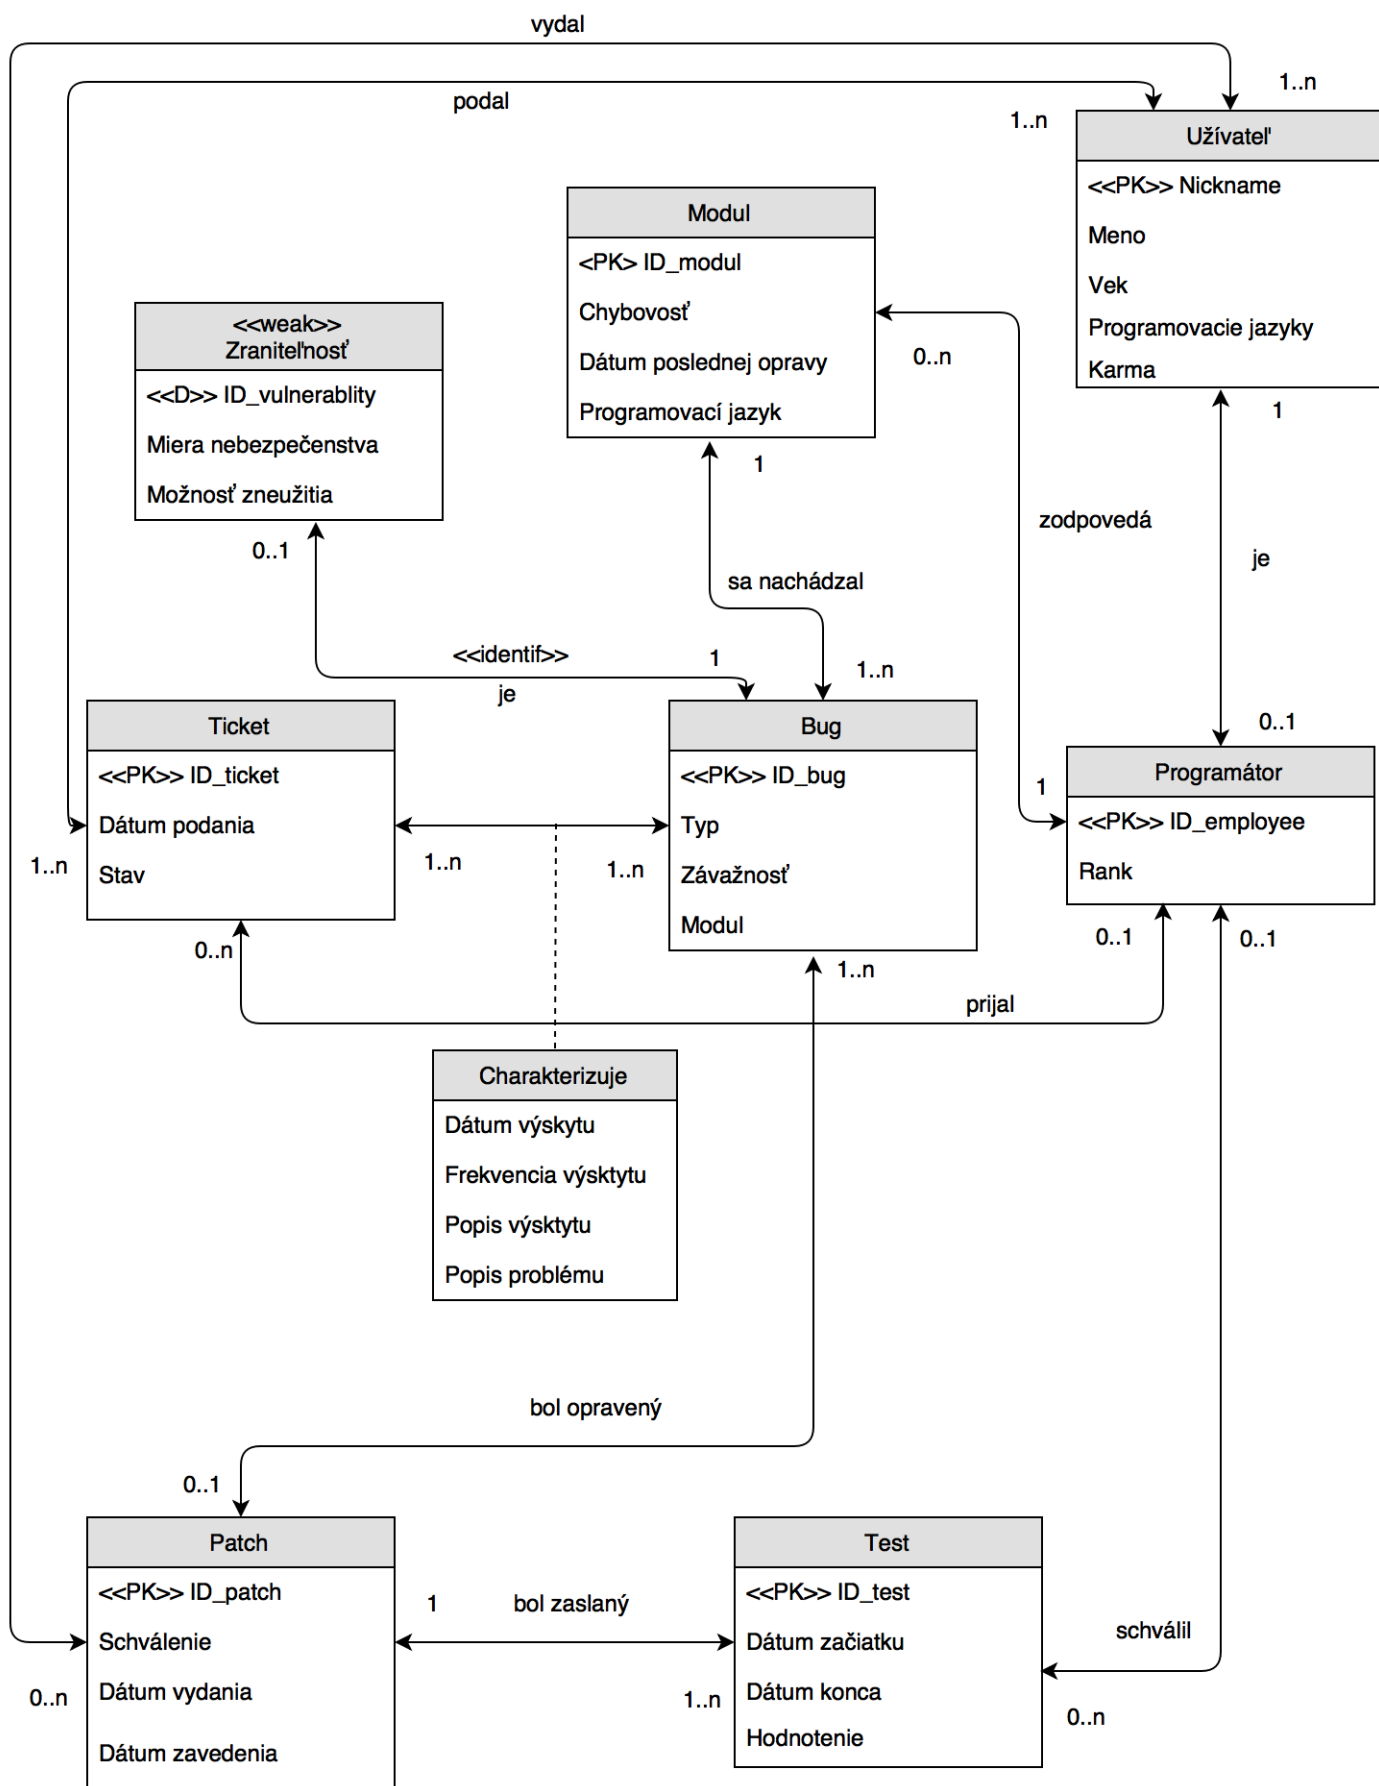 vydal
1..n
podal
1..n
Užívateľ
<<PK>> Nickname
Meno
Vek
Programovacie jazyky
Karma
1
Modul
<PK> ID_modul
Chybovosť
Dátum poslednej opravy
Programovací jazyk
0..n
1
<<weak>>
Zraniteľnosť
<<D>> ID_vulnerablity
Miera nebezpečenstva
Možnosť zneužitia
0..1
zodpovedá
je
sa nachádzal
<<identif>>
je
1
1..n
0..1
Ticket
<<PK>> ID_ticket
Dátum podania
Stav
1..n
1..n
1..n
0..n
Bug
<<PK>> ID_bug
Typ
Závažnosť
Modul
1..n
1
Programátor
<<PK>> ID_employee
Rank
0..1
0..1
prijal
Charakterizuje
Dátum výskytu
Frekvencia výsktytu
Popis výsktytu
Popis problému
bol opravený
0..1
Patch
<<PK>> ID_patch
Schválenie
Dátum vydania
Dátum zavedenia
0..n
1
bol zaslaný
1..n
Test
<<PK>> ID_test
Dátum začiatku
Dátum konca
Hodnotenie
schválil
0..n